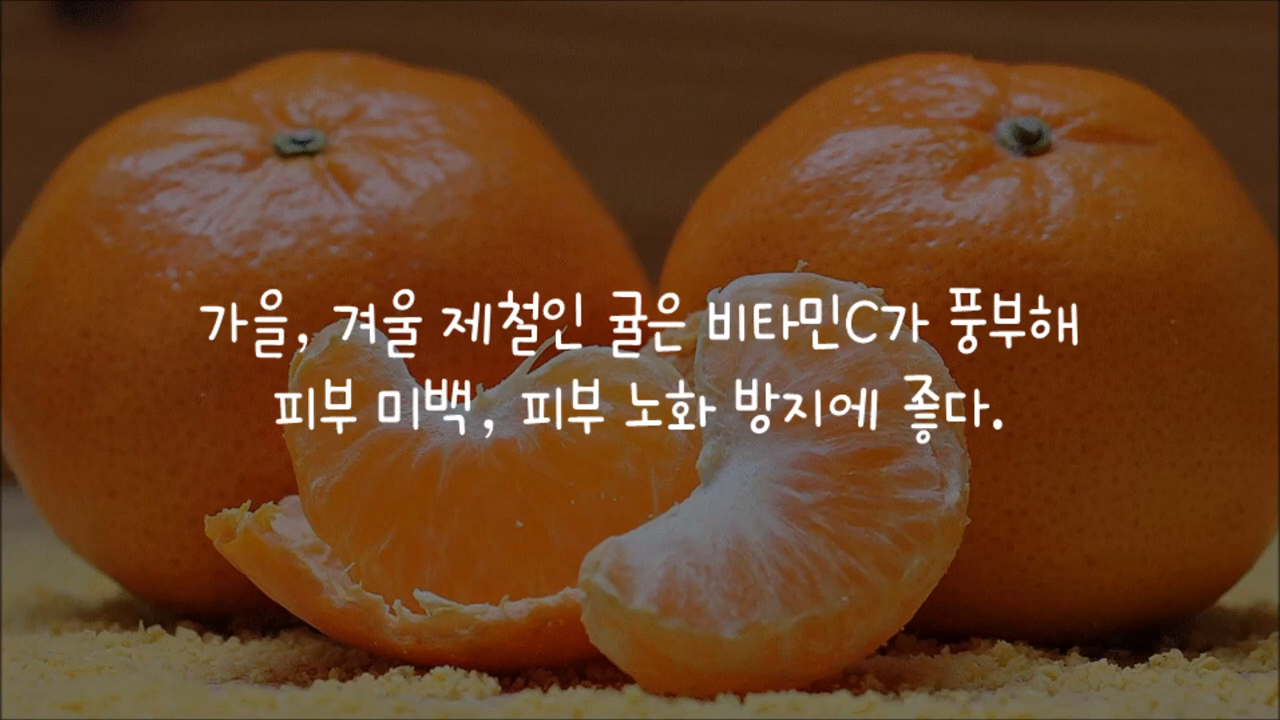 가을, 겨울 제철인 귤은 비타민C가 풍부해
피부 미백, 피부 노화 방지에 좋다.